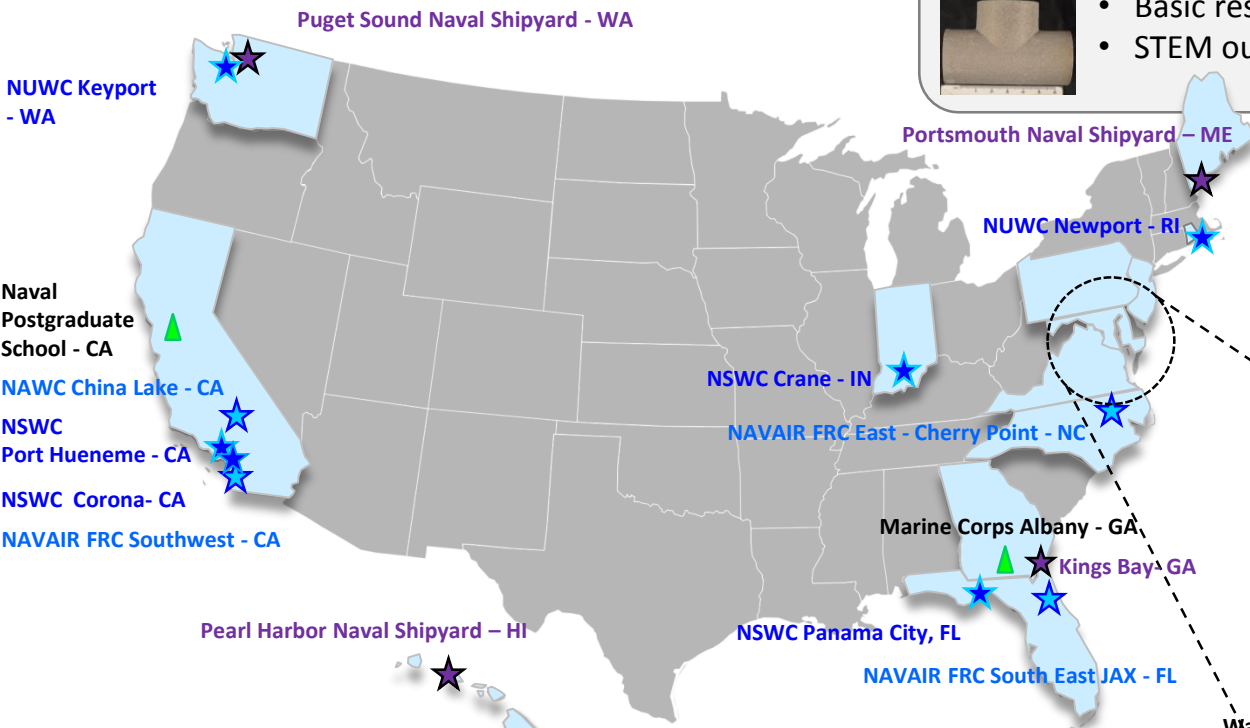 Puget Sound Naval Shipyard - WA
STEM ou
NUWC Keyport
- WA
Portsmouth Naval Shipyard – ME
NUWC Newport - RI
Naval
Postgraduate
School - CA
NAWC China Lake - CA
NSWC
Port Hueneme - CA
NSWC Corona- CA
NAVAIR FRC Southwest - CA
NSWC Crane - IN
NAVAIR FRC East - Cherry Point - NC
Marine Corps Albany - GA
Kings Bay- GA
Pearl Harbor Naval Shipyard – HI
NSWC Panama City, FL
NAVAIR FRC South East JAX - FL